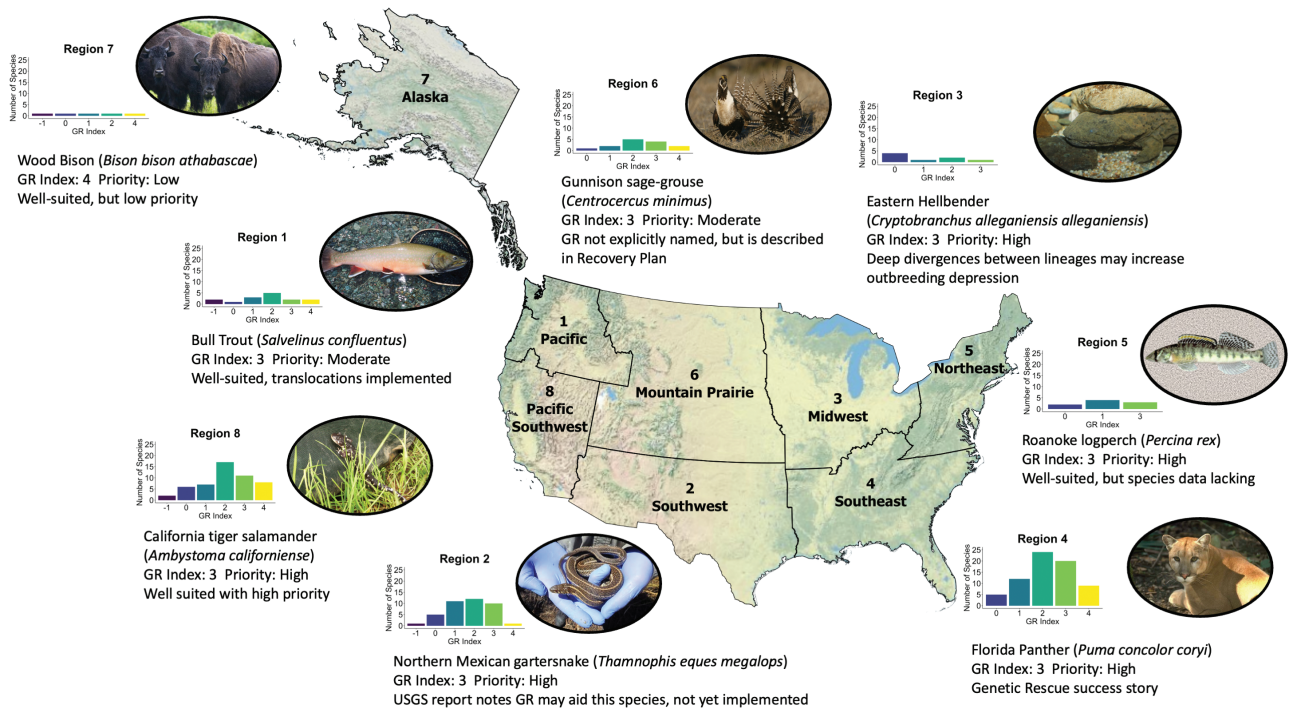 Region 7
Number of Species
25
20
15
10
5
0
-1 0 1 2 4
GR Index
Wood Bison (Bison bison athabascae)
GR Index: 4 Priority: Low
Well-suited, but low priority
7
Alaska
Region 6
Number of Species
25
20
15
10
5
0
0 1 2 3 4
GR Index
Gunnison sage-grouse
(Centrocercus minimus)
GR Index: 3 Priority: Moderate
GR not explicitly named, but is described
in Recovery Plan
Region 3
Number of Species
25
20
15
10
5
0
0 1 2 3
GR Index
Eastern Hellbender
(Cryptobranchus alleganiensis alleganiensis)
GR Index: 3 Priority: High
Deep divergences between lineages may increase
outbreeding depression
Region 1
Number of Species
25
20
15
10
5
0
-1 0 1 2 3 4
GR Index
Bull Trout (Salvelinus confluentus)
GR Index: 3 Priority: Moderate
Well-suited, translocations implemented
1
Pacific
8
Pacific
Southwest
6
Mountain Prairie
3
Midwest
5
Northeast
2
Southwest
4
Southeast
Region 5
Number of Species
25
20
15
10
5
0
0 1 3
GR Index
Roanoke logperch (Percina rex)
GR Index: 3 Priority: High
Well-suited, but species data lacking
Region 8
Number of Species
25
20
15
10
5
0
-1 0 1 2 3 4
GR Index
California tiger salamander
(Ambystoma californiense)
GR Index: 3 Priority: High
Well suited with high priority
Region 2
Number of Species
25
20
15
10
5
0
-1 0 1 2 3 4
GR Index
Northern Mexican gartersnake (Thamnophis eques megalops)
GR Index: 3 Priority: High
USGS report notes GR may aid this species, not yet implemented
Region 4
Number of Species
25
20
15
10
5
0
0 1 2 3 4
GR Index
Florida Panther (Puma concolor coryi)
GR Index: 3 Priority: High
Genetic Rescue success story